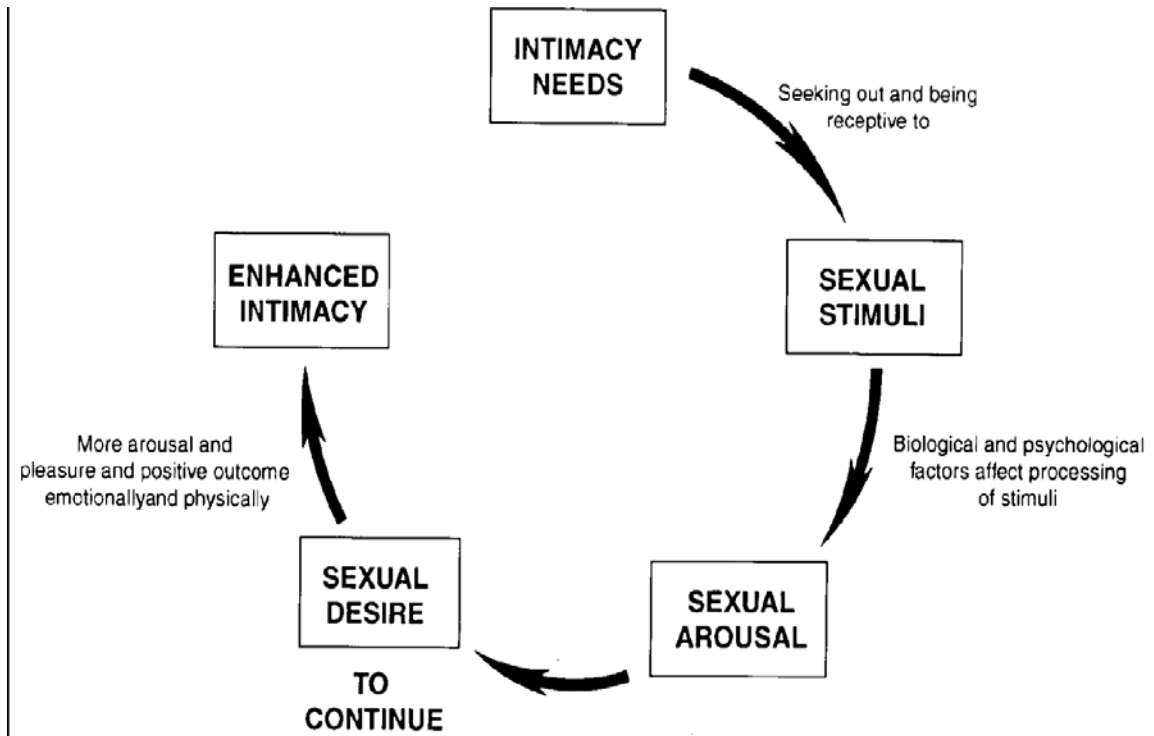 INTIMACY
NEEDS
Seeking out and being
receptive to
SEXUAL
STIMULI
Biological and psychological
factors affect processing
of stimuli
SEXUAL
AROUSAL
SEXUAL
DESIRE
TO
CONTINUE
More arousal and
pleasure and positive outcome
emotionallyand physically
ENHANCED
INTIMACY